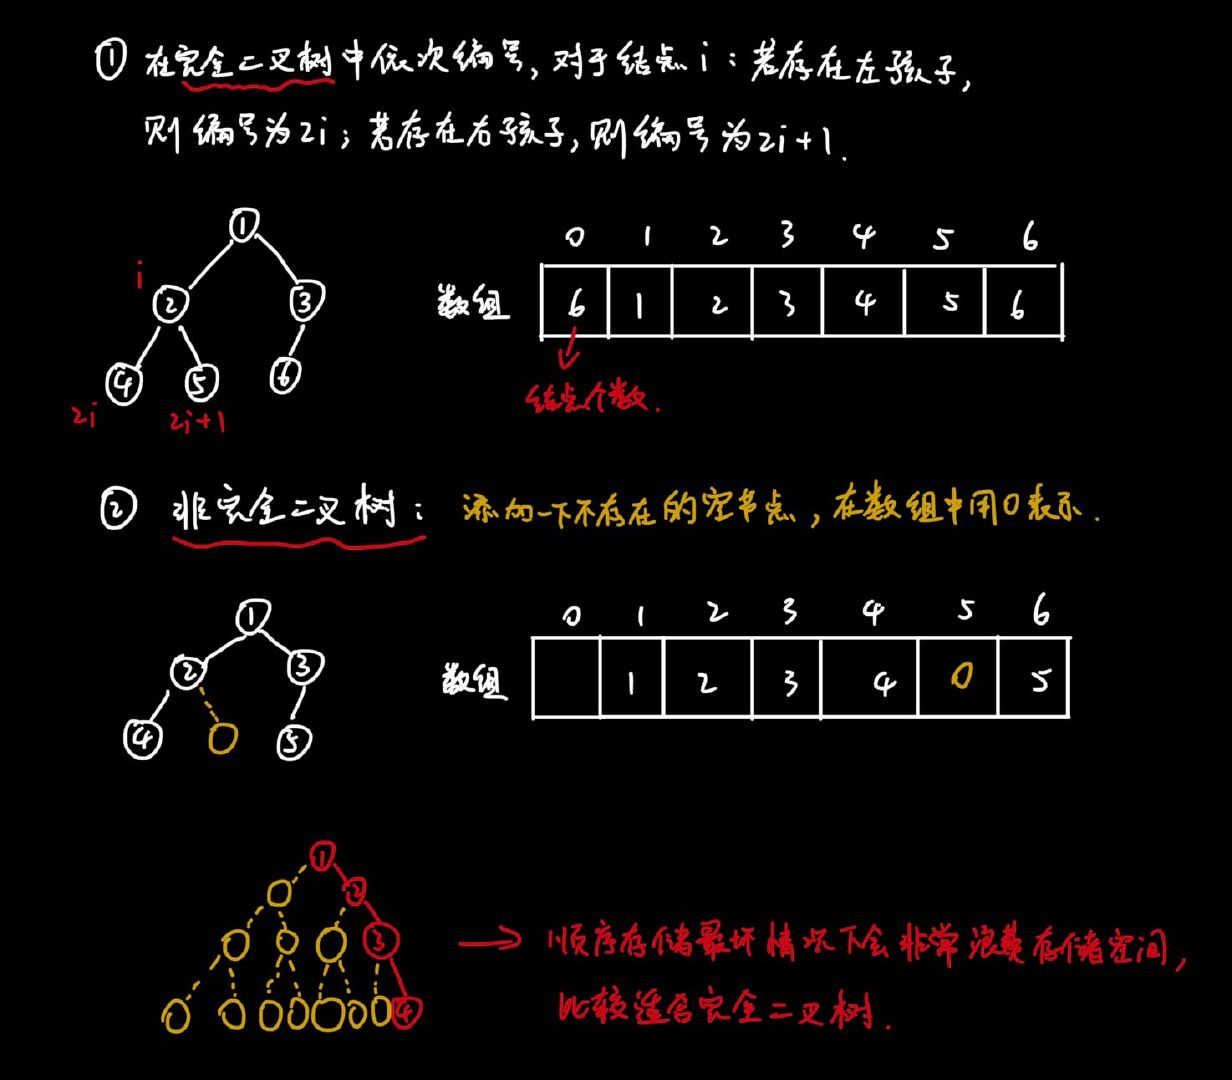 ① 在完全二叉树中依次编号,对于结点 i:若存在左孩子,
则编号为2i;若存在右孩子,则编号为2i+1.
1
i
2 3
4 5 6
2i 2i+1
0 1 2 3 4 5 6
数组 6 1 2 3 4 5 6
结点个数.
② 非完全二叉树: 添加一下不存在的空节点,在数组中用0表示.
1
2 3
4 5
0 1 2 3 4 5 6
数组 1 2 3 4 0 5
1
2
3
4
→ 顺序存储最坏情况下会非常浪费存储空间,
比较适合完全二叉树.